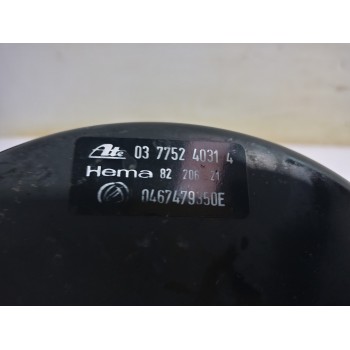 Ate 03 7752 4031 4
Hema 82 206 21
0467479350E